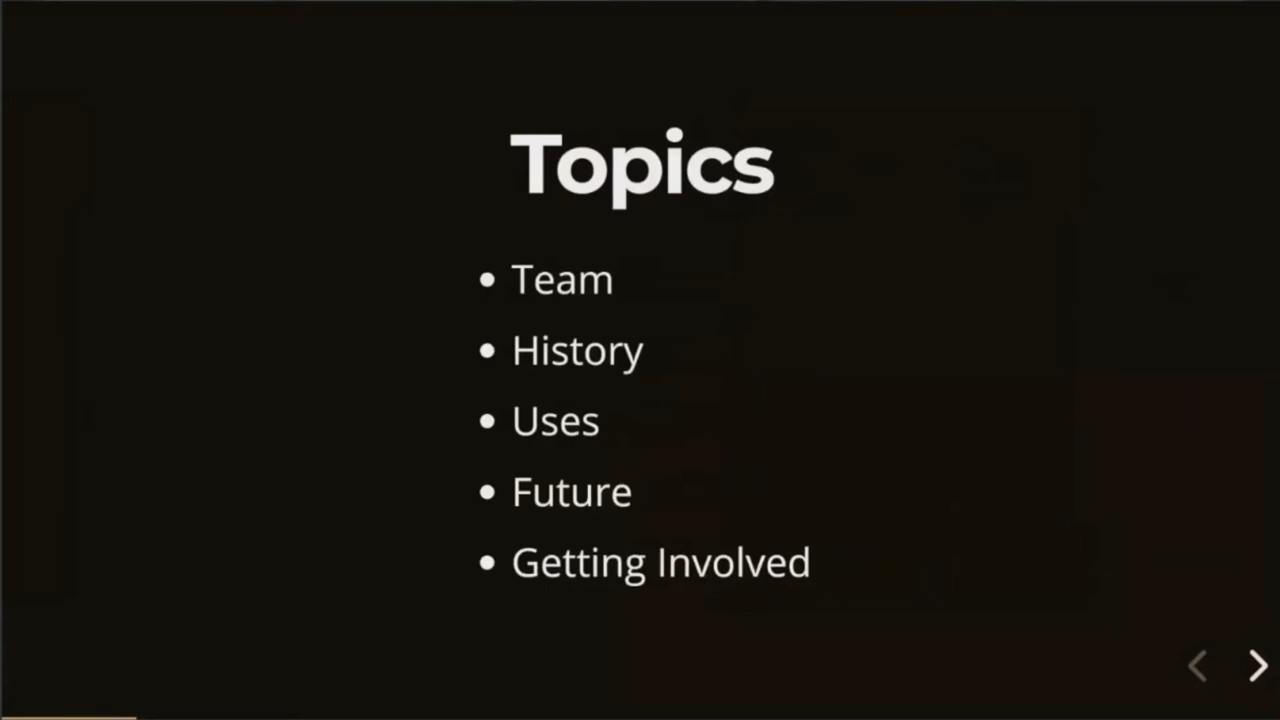 Topics
Team
History
Uses
Future
Getting Involved